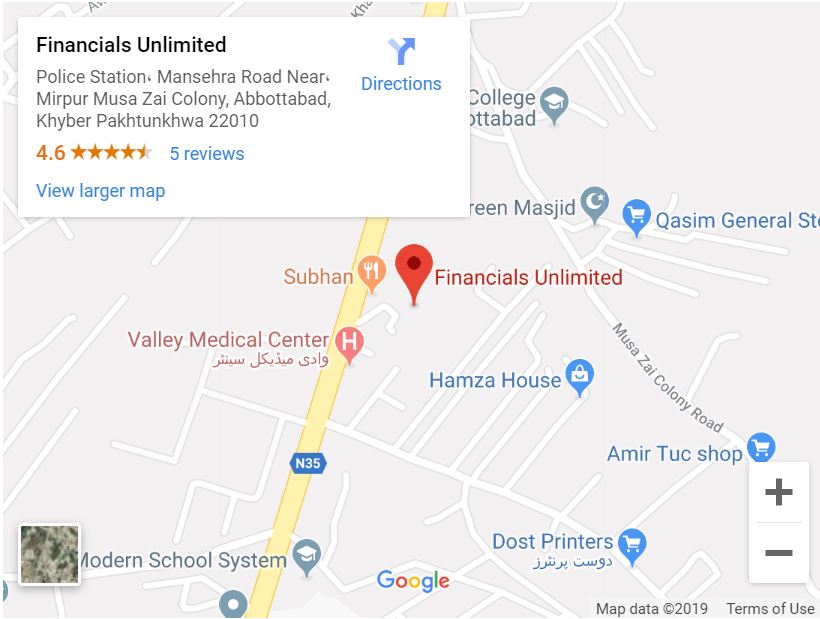 Financials Unlimited
Police Station، Mansehra Road Near،
Mirpur Musa Zai Colony, Abbottabad,
Khyber Pakhtunkhwa 22010
4.6
5 reviews
View larger map
Directions
College
ottabad
reen Masjid
Qasim General Sto
Subhan
Financials Unlimited
Valley Medical Center
وادی میڈیکل سینٹر
Hamza House
Musa Zai Colony Road
Amir Tuc shop
N35
Modern School System
Dost Printers
دوست پرنٹرز
Google
Map data ©2019
Terms of Use